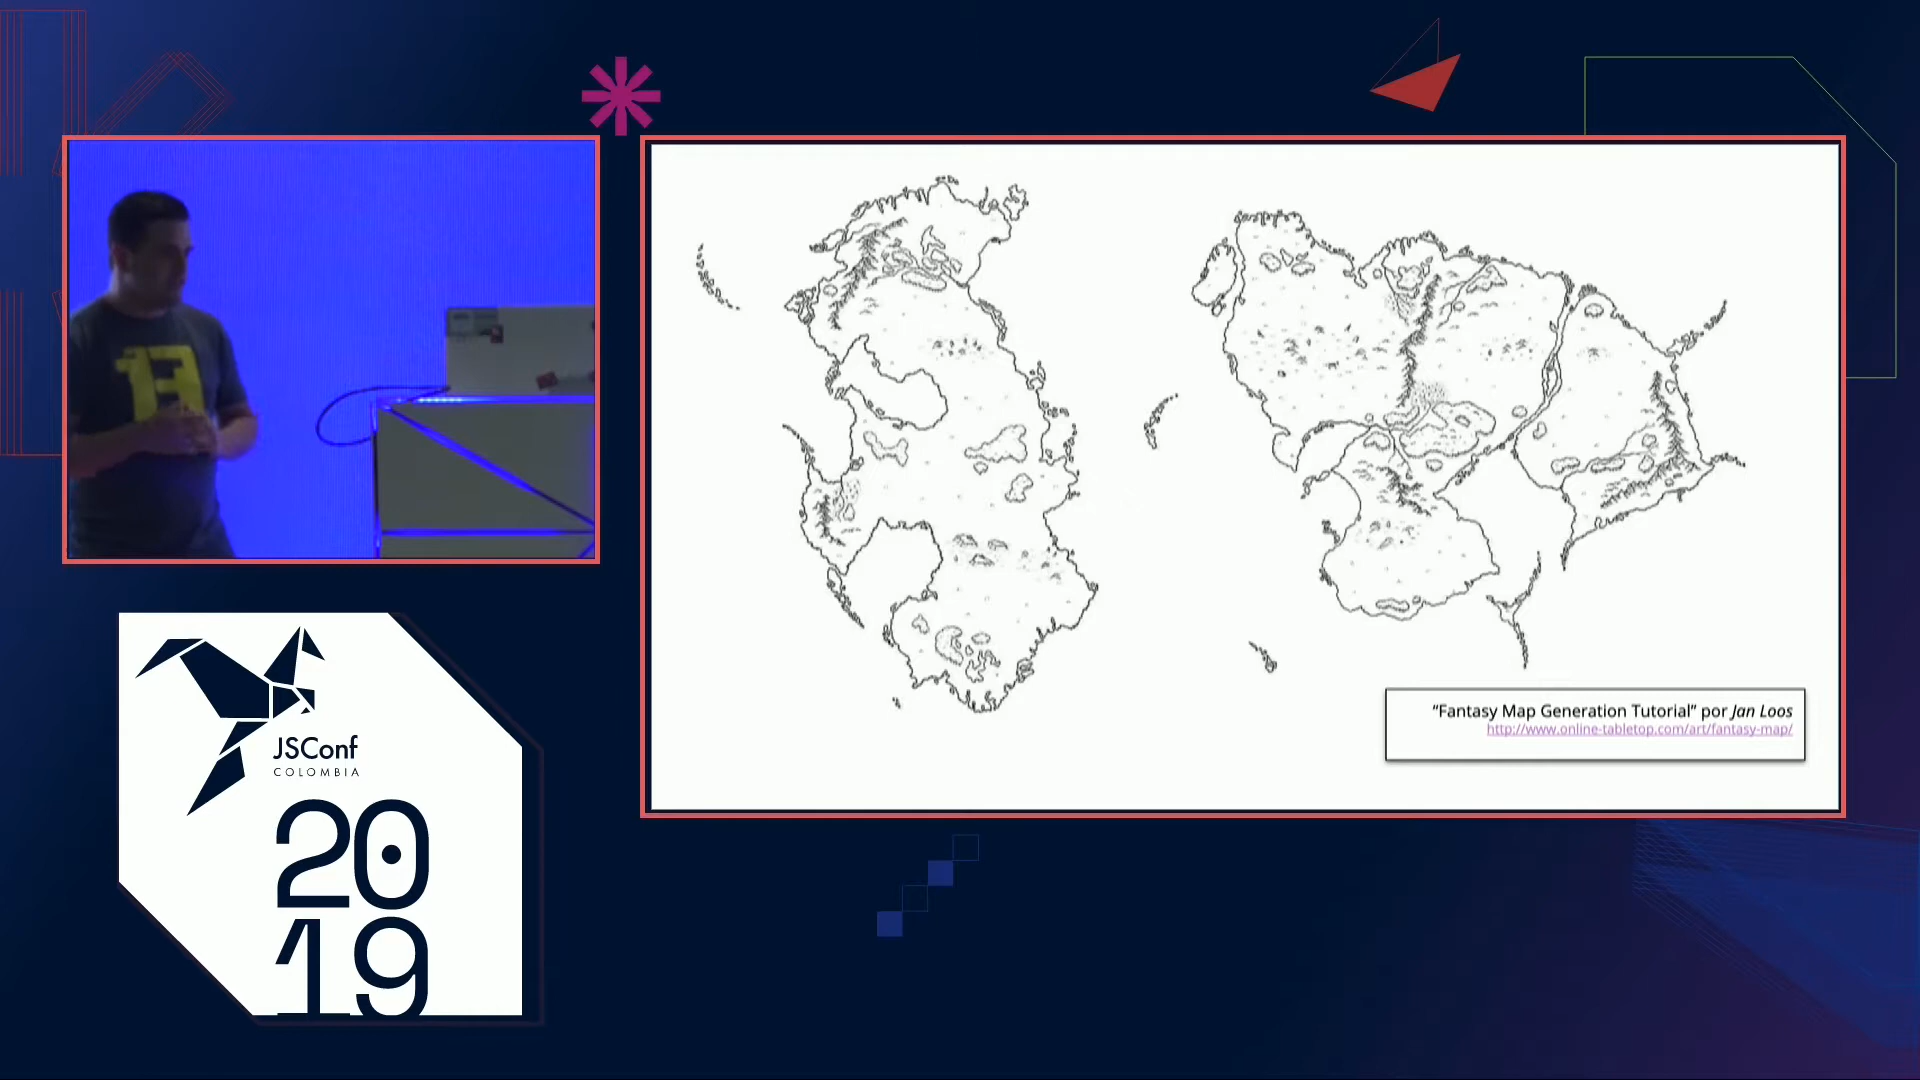 “Fantasy Map Generation Tutorial” por Jan Loos
http://www.online-tabletop.com/art/fantasy-map/
JSConf
COLOMBIA
20
19